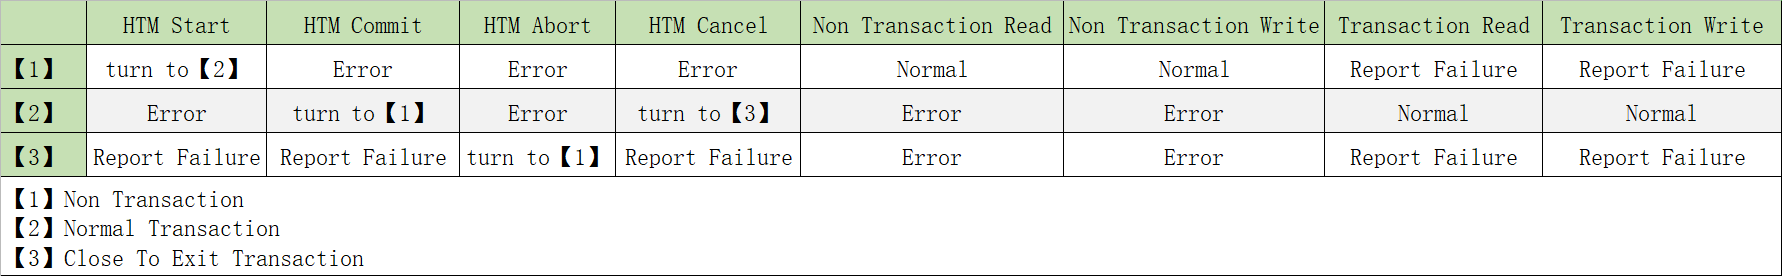 HTM Start HTM Commit HTM Abort HTM Cancel Non Transaction Read Non Transaction Write Transaction Read Transaction Write
【1】 turn to【2】 Error Error Error Normal Normal Report Failure Report Failure
【2】 Error turn to【1】 Error turn to【3】 Error Error Normal Normal
【3】 Report Failure Report Failure turn to【1】 Report Failure Error Error Report Failure Report Failure
【1】Non Transaction
【2】Normal Transaction
【3】Close To Exit Transaction